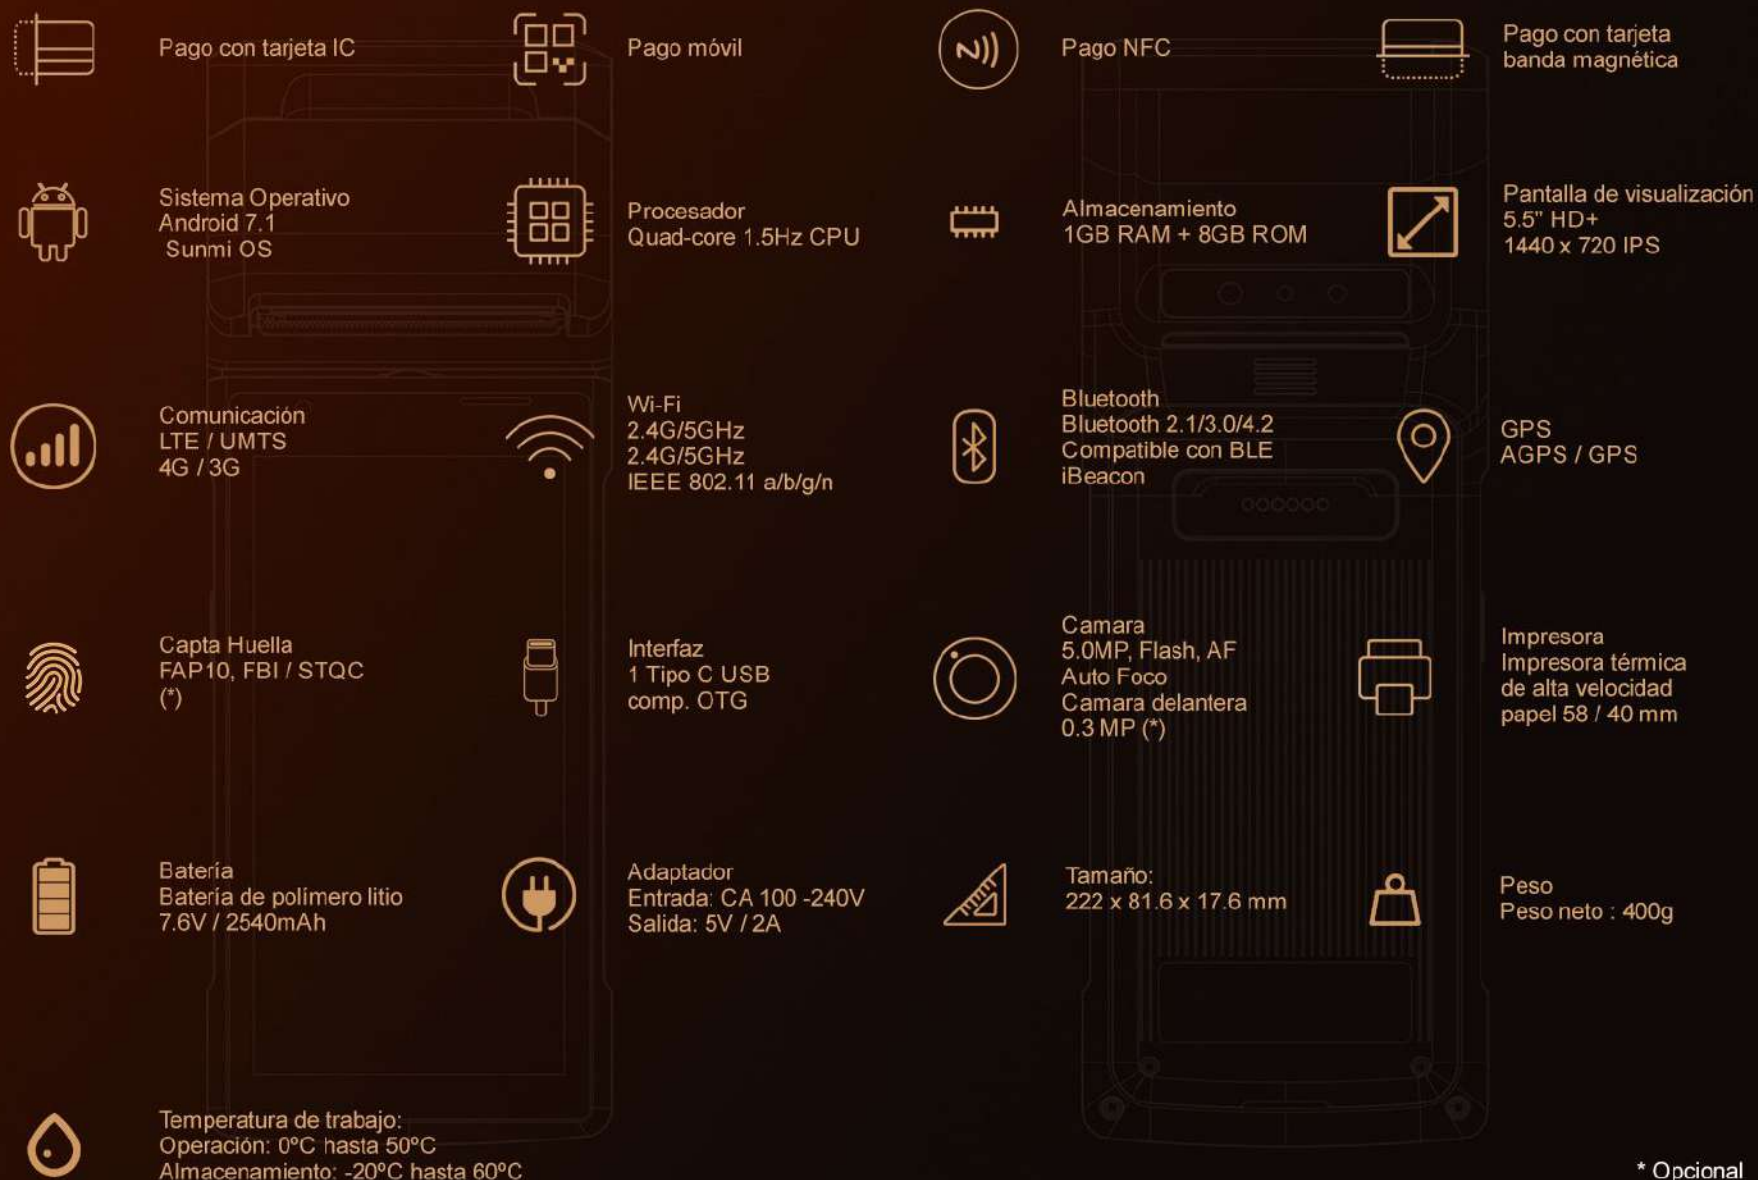 Pago con tarjeta IC
Pago móvil
Pago NFC
Pago con tarjeta
banda magnética
Sistema Operativo
Android 7.1
Sunmi OS
Procesador
Quad-core 1.5Hz CPU
Almacenamiento
1GB RAM + 8GB ROM
Pantalla de visualización
5.5" HD+
1440 x 720 IPS
Comunicación
LTE / UMTS
4G / 3G
Wi-Fi
2.4G/5GHz
2.4G/5GHz
IEEE 802.11 a/b/g/n
Bluetooth
Bluetooth 2.1/3.0/4.2
Compatible con BLE
iBeacon
GPS
AGPS / GPS
Capta Huella
FAP10, FBI / STQC
(*)
Interfaz
1 Tipo C USB
comp. OTG
Camara
5.0MP, Flash, AF
Auto Foco
Camara delantera
0.3 MP (*)
Impresora
Impresora térmica
de alta velocidad
papel 58 / 40 mm
Batería
Batería de polímero litio
7.6V / 2540mAh
Adaptador
Entrada: CA 100 -240V
Salida: 5V / 2A
Tamaño:
222 x 81.6 x 17.6 mm
Peso
Peso neto : 400g
Temperatura de trabajo:
Operación: 0ºC hasta 50ºC
Almacenamiento: -20ºC hasta 60ºC
* Opcional